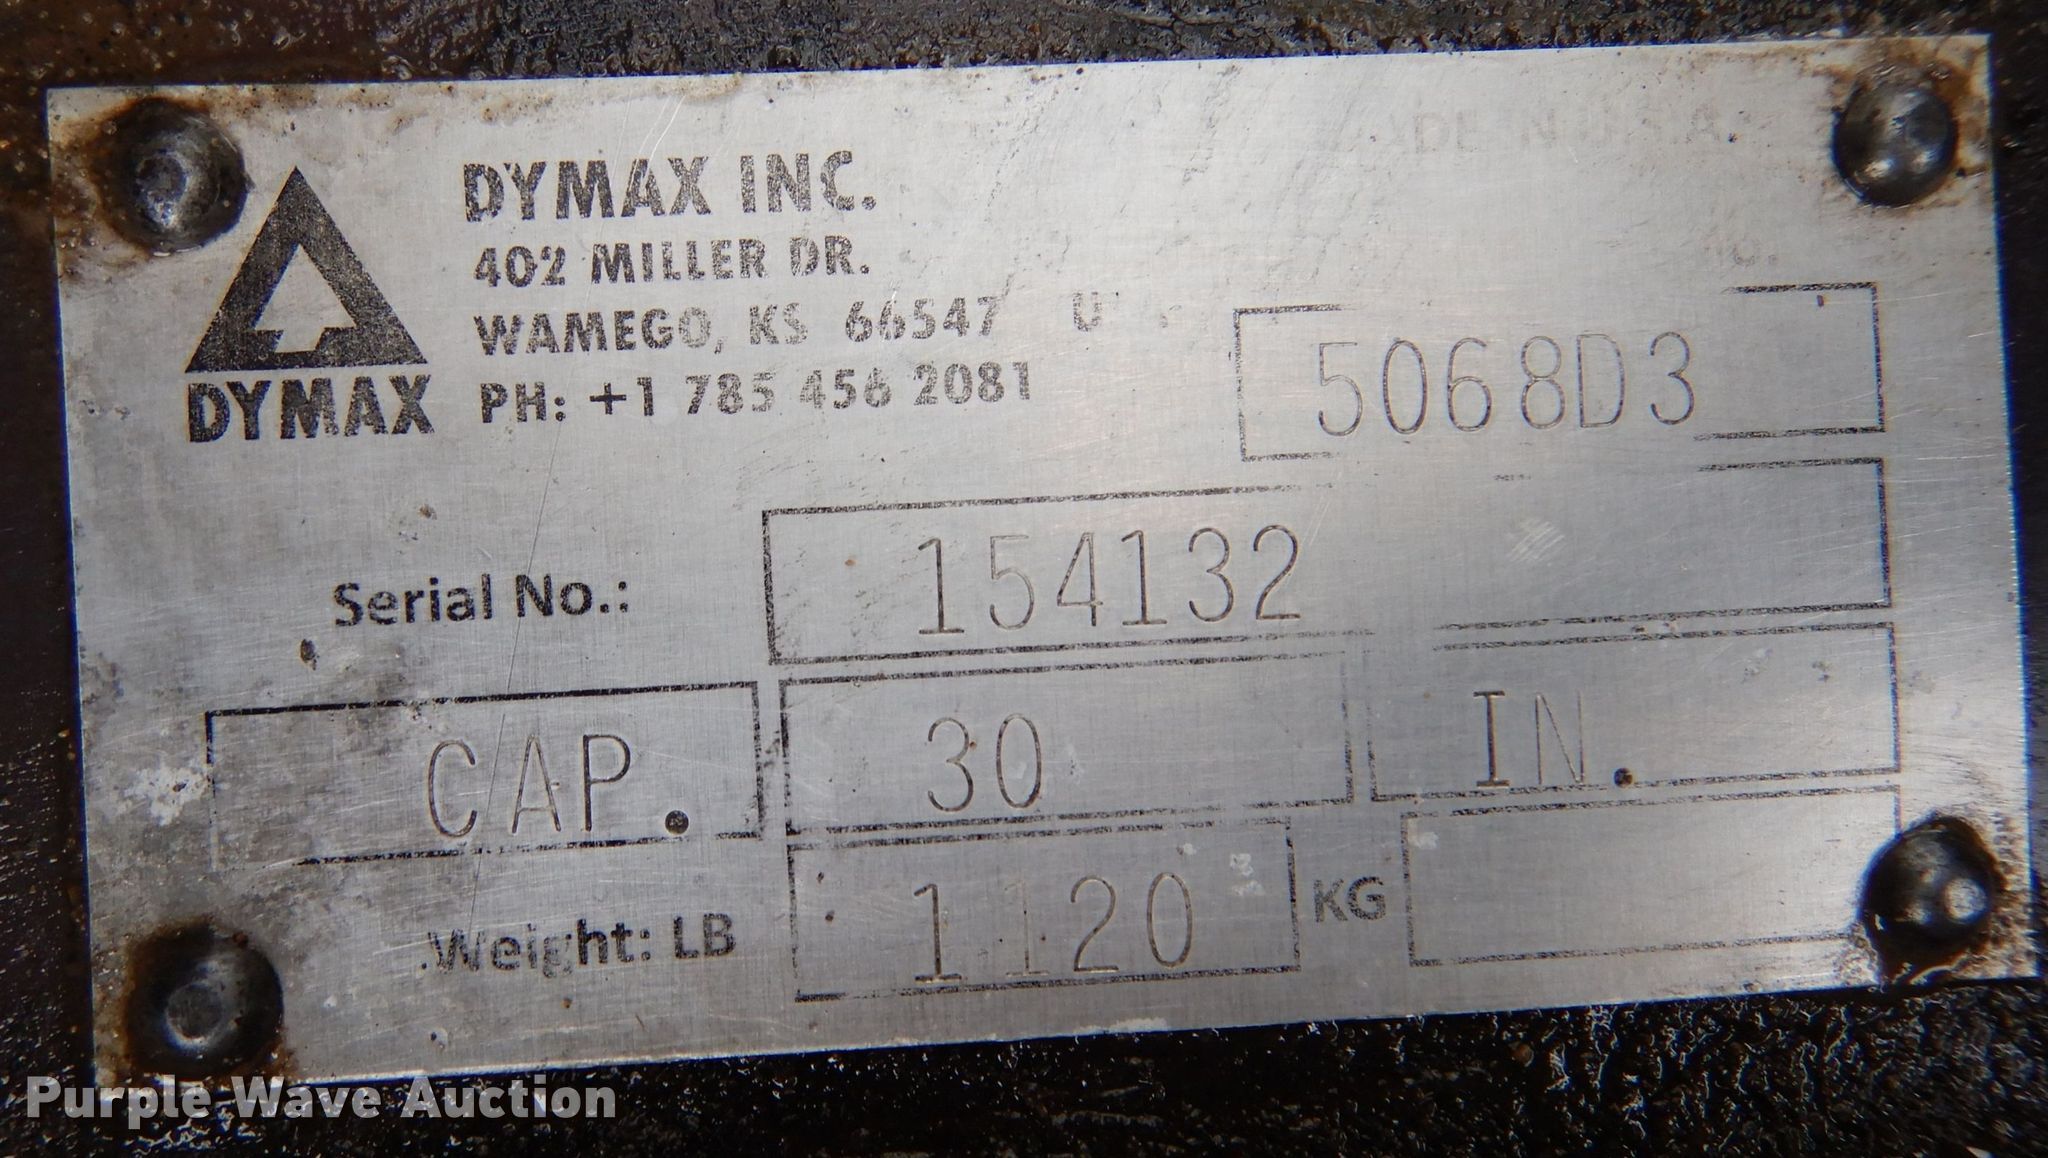 DYMAX INC.
402 MILLER DR.
WAMEGO, KS 66547
PH: +1 785 456 2081
DYMAX
5068D3
Serial No.: 154132
CAP. 30 IN.
Weight: LB 1120 KG
Purple Wave Auction